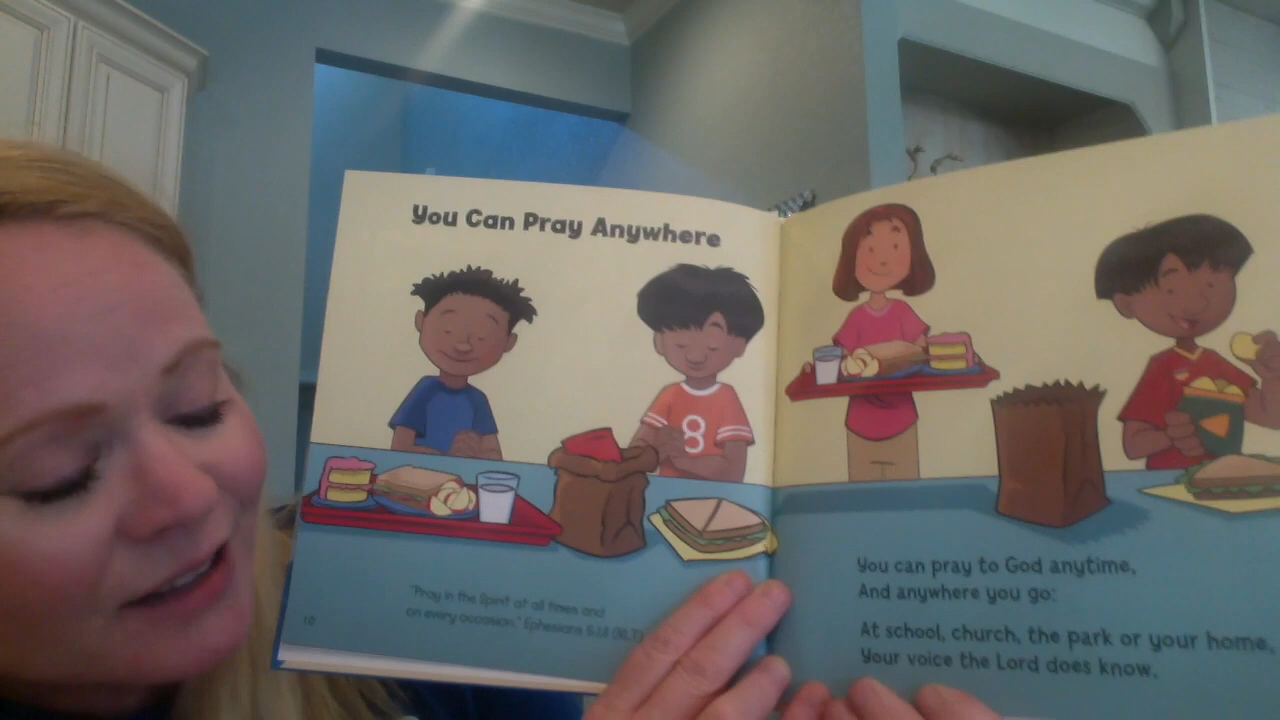 You Can Pray Anywhere
8
"Pray in the Spirit at all times and
on every occasion." Ephesians 6:18 (NLT)
10
You can pray to God anytime,
And anywhere you go:
At school, church, the park or your home,
Your voice the Lord does know.